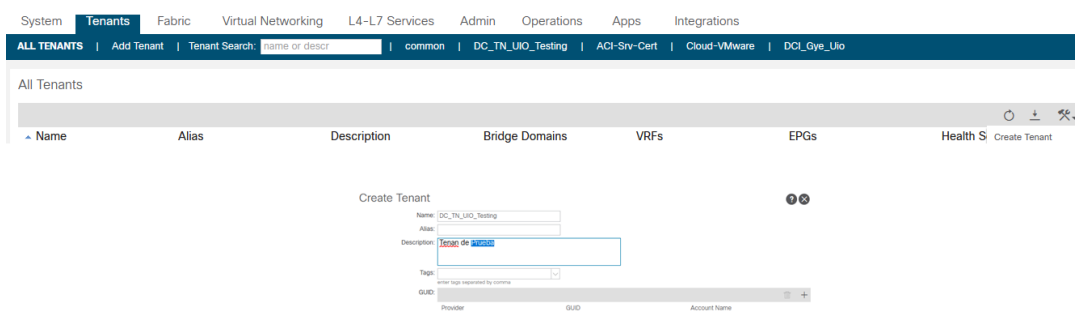 System Tenants Fabric Virtual Networking L4-L7 Services Admin Operations Apps Integrations
ALL TENANTS | Add Tenant | Tenant Search: name or descr | common | DC_TN_UIO_Testing | ACI-Srv-Cert | Cloud-VMware | DCI_Gye_Uio
All Tenants
Name Alias Description Bridge Domains VRFs EPGs Health S Create Tenant
Create Tenant
Name: DC_TN_UIO_Testing
Alias:
Description: Tenan de Prueba
Tags:
enter tags separated by comma
GUID:
Provider GUID Account Name